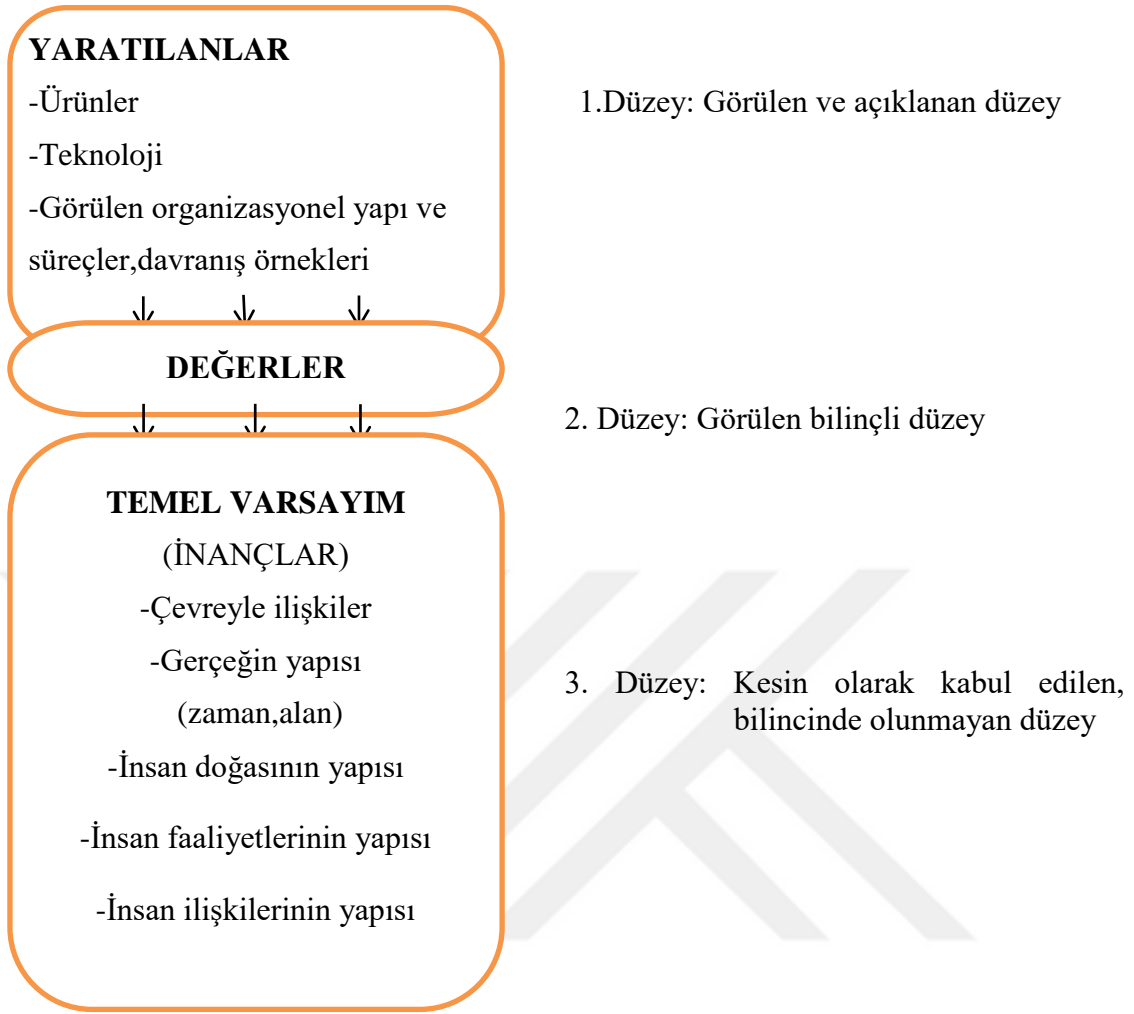 YARATILANLAR
-Ürünler
-Teknoloji
-Görülen organizasyonel yapı ve
süreçler,davranış örnekleri
1.Düzey: Görülen ve açıklanan düzey
DEĞERLER
2. Düzey: Görülen bilinçli düzey
TEMEL VARSAYIM
(İNANÇLAR)
-Çevreyle ilişkiler
-Gerçeğin yapısı
(zaman,alan)
-İnsan doğasının yapısı
-İnsan faaliyetlerinin yapısı
-İnsan ilişkilerinin yapısı
3. Düzey: Kesin olarak kabul edilen,
bilincinde olunmayan düzey